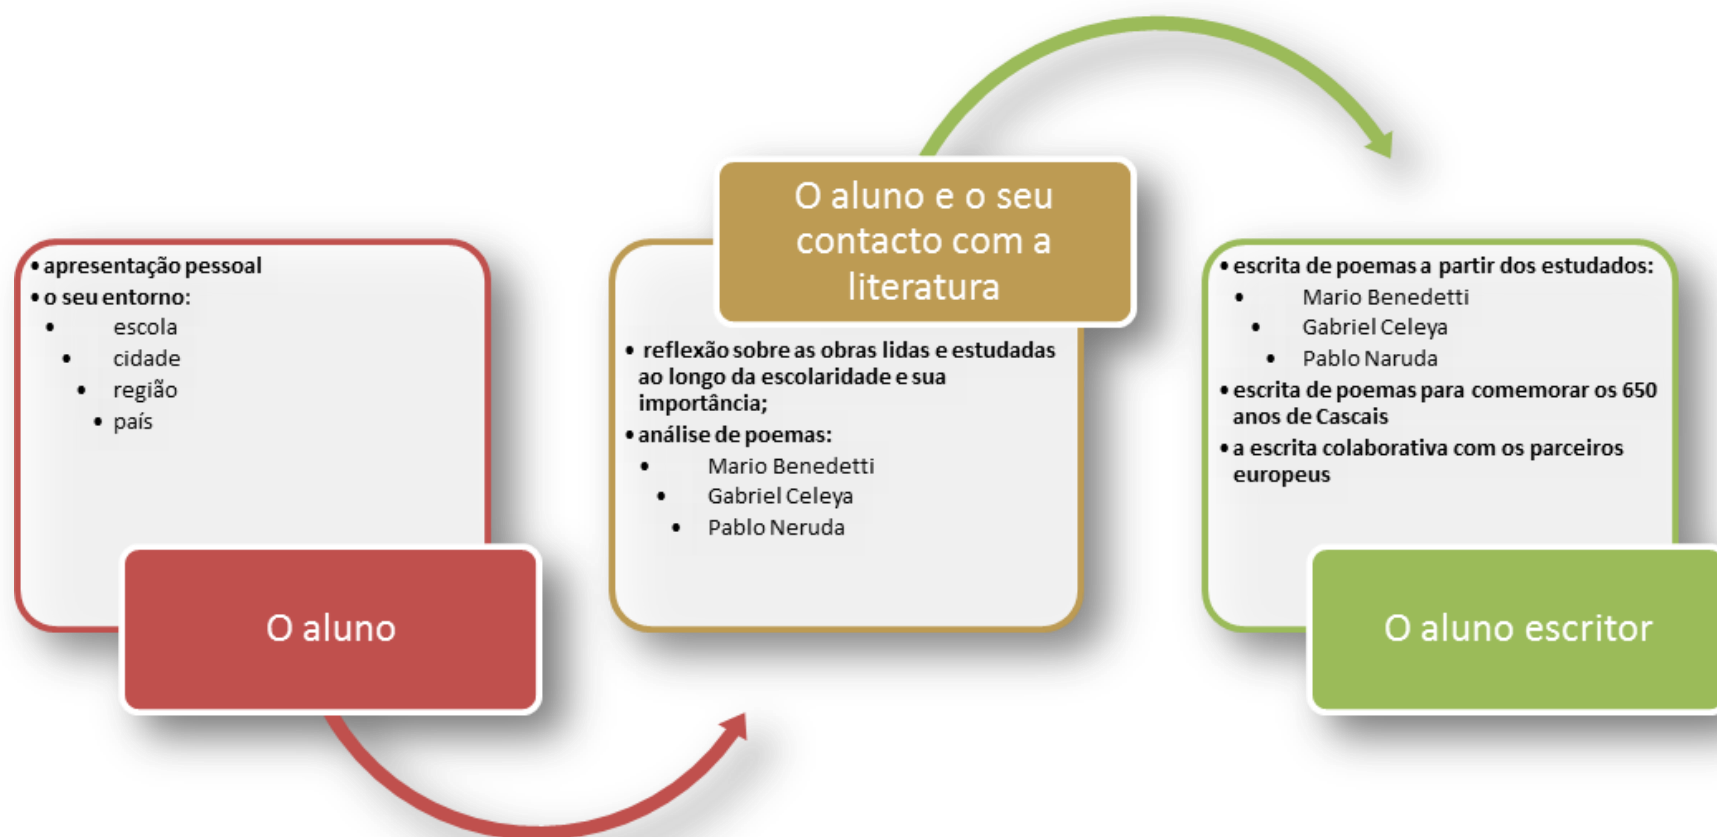 • apresentação pessoal
• o seu entorno:
• escola
• cidade
• região
• país
O aluno
O aluno e o seu
contacto com a
literatura
• reflexão sobre as obras lidas e estudadas
ao longo da escolaridade e sua
importância;
• análise de poemas:
• Mario Benedetti
• Gabriel Celeya
• Pablo Neruda
• escrita de poemas a partir dos estudados:
• Mario Benedetti
• Gabriel Celeya
• Pablo Naruda
• escrita de poemas para comemorar os 650
anos de Cascais
• a escrita colaborativa com os parceiros
europeus
O aluno escritor